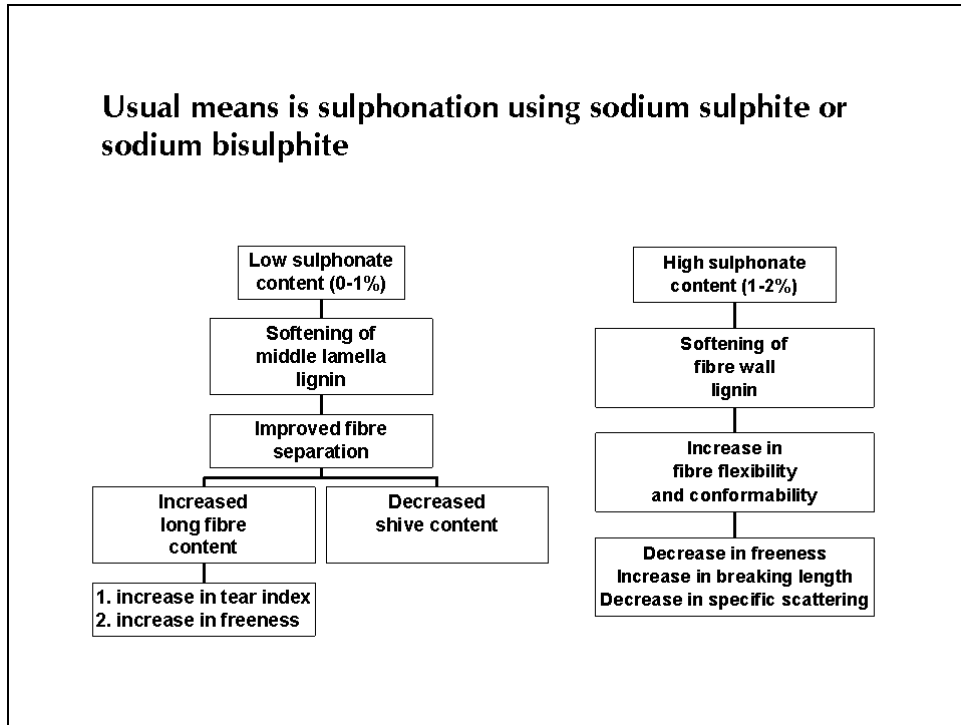 Usual means is sulphonation using sodium sulphite or
sodium bisulphite
Low sulphonate
content (0-1%)
Softening of
middle lamella
lignin
Improved fibre
separation
Increased
long fibre
content
Decreased
shive content
1. increase in tear index
2. increase in freeness
High sulphonate
content (1-2%)
Softening of
fibre wall
lignin
Increase in
fibre flexibility
and conformability
Decrease in freeness
Increase in breaking length
Decrease in specific scattering